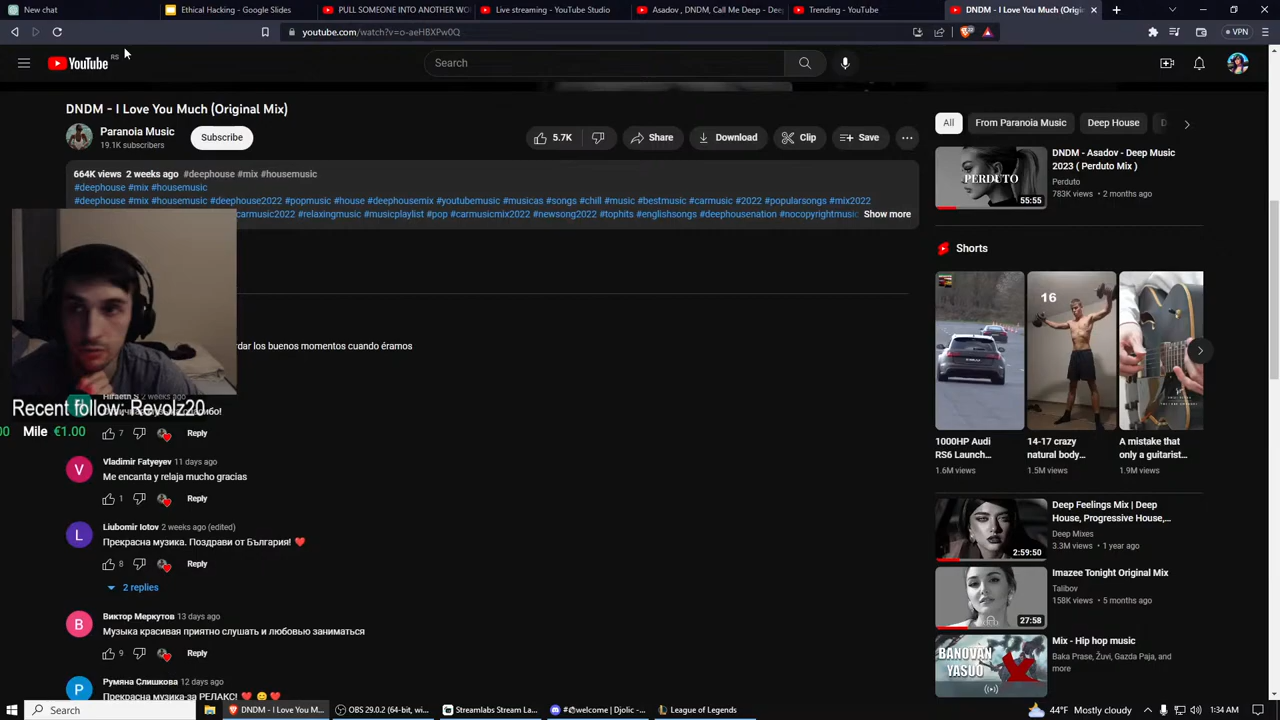 New chat
Ethical Hacking - Google Slides
PULL SOMEONE INTO ANOTHER WO
Live streaming - YouTube Studio
Asadov , DNDM, Call Me Deep - Deep
Trending - YouTube
DNDM - I Love You Much (Origin
youtube.com/watch?v=o-aeHBXPw0Q
VPN
YouTube
RS
Search
DNDM - I Love You Much (Original Mix)
Paranoia Music
19.1K subscribers
Subscribe
5.7K
Share
Download
Clip
Save
664K views 2 weeks ago #deephouse #mix #housemusic
#deephouse #mix #housemusic
#deephouse #mix #housemusic #deephouse2022 #popmusic #house #deephousemix #youtubemusic #musicas #songs #chill #music #bestmusic #carmusic #2022 #popularsongs #mix2022
carmusic2022 #relaxingmusic #musicplaylist #pop #carmusicmix2022 #newsong2022 #tophits #englishsongs #deephousenation #nocopyrightmusic Show more
dar los buenos momentos cuando éramos
Hiraeth S 2 weeks ago
Recent follow: Revolz20
Mile €1.00
7
Reply
Vladimir Fatyeyev 11 days ago
Me encanta y relaja mucho gracias
1
Reply
Liubomir Iotov 2 weeks ago (edited)
Прекрасна музика. Поздрави от България! ❤️
8
Reply
2 replies
Виктор Меркутов 13 days ago
Музыка красивая приятно слушать и любовью заниматься
9
Reply
Румяна Слишкова 12 days ago
Прекрасна музика-за РЕЛАКС! ❤️ 😊 ❤️
All
From Paranoia Music
Deep House
PERDUTO
55:55
DNDM - Asadov - Deep Music
2023 ( Perduto Mix )
Perduto
783K views • 2 months ago
Shorts
16
1000HP Audi
RS6 Launch...
1.6M views
14-17 crazy
natural body...
1.5M views
A mistake that
only a guitarist...
1.9M views
2:59:50
Deep Feelings Mix | Deep
House, Progressive House,...
Deep Mixes
3.3M views • 1 year ago
27:58
Imazee Tonight Original Mix
Talibov
158K views • 5 months ago
BANOVAN
YASUO
Mix - Hip hop music
Baka Prase, Žuvi, Gazda Paja, and
more
Search
DNDM - I Love You M...
OBS 29.0.2 (64-bit, wi...
Streamlabs Stream La...
welcome | Djolic - ...
League of Legends
44°F Mostly cloudy
1:34 AM